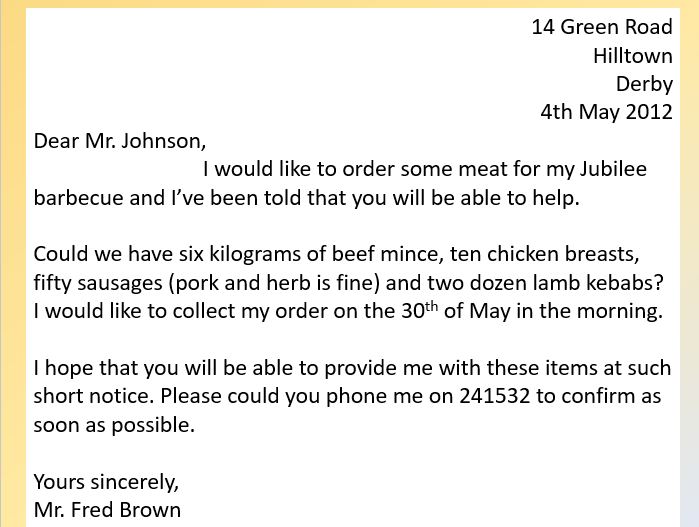 14 Green Road
Hilltown
Derby
4th May 2012
Dear Mr. Johnson,
I would like to order some meat for my Jubilee
barbecue and I’ve been told that you will be able to help.
Could we have six kilograms of beef mince, ten chicken breasts,
fifty sausages (pork and herb is fine) and two dozen lamb kebabs?
I would like to collect my order on the 30th of May in the morning.
I hope that you will be able to provide me with these items at such
short notice. Please could you phone me on 241532 to confirm as
soon as possible.
Yours sincerely,
Mr. Fred Brown